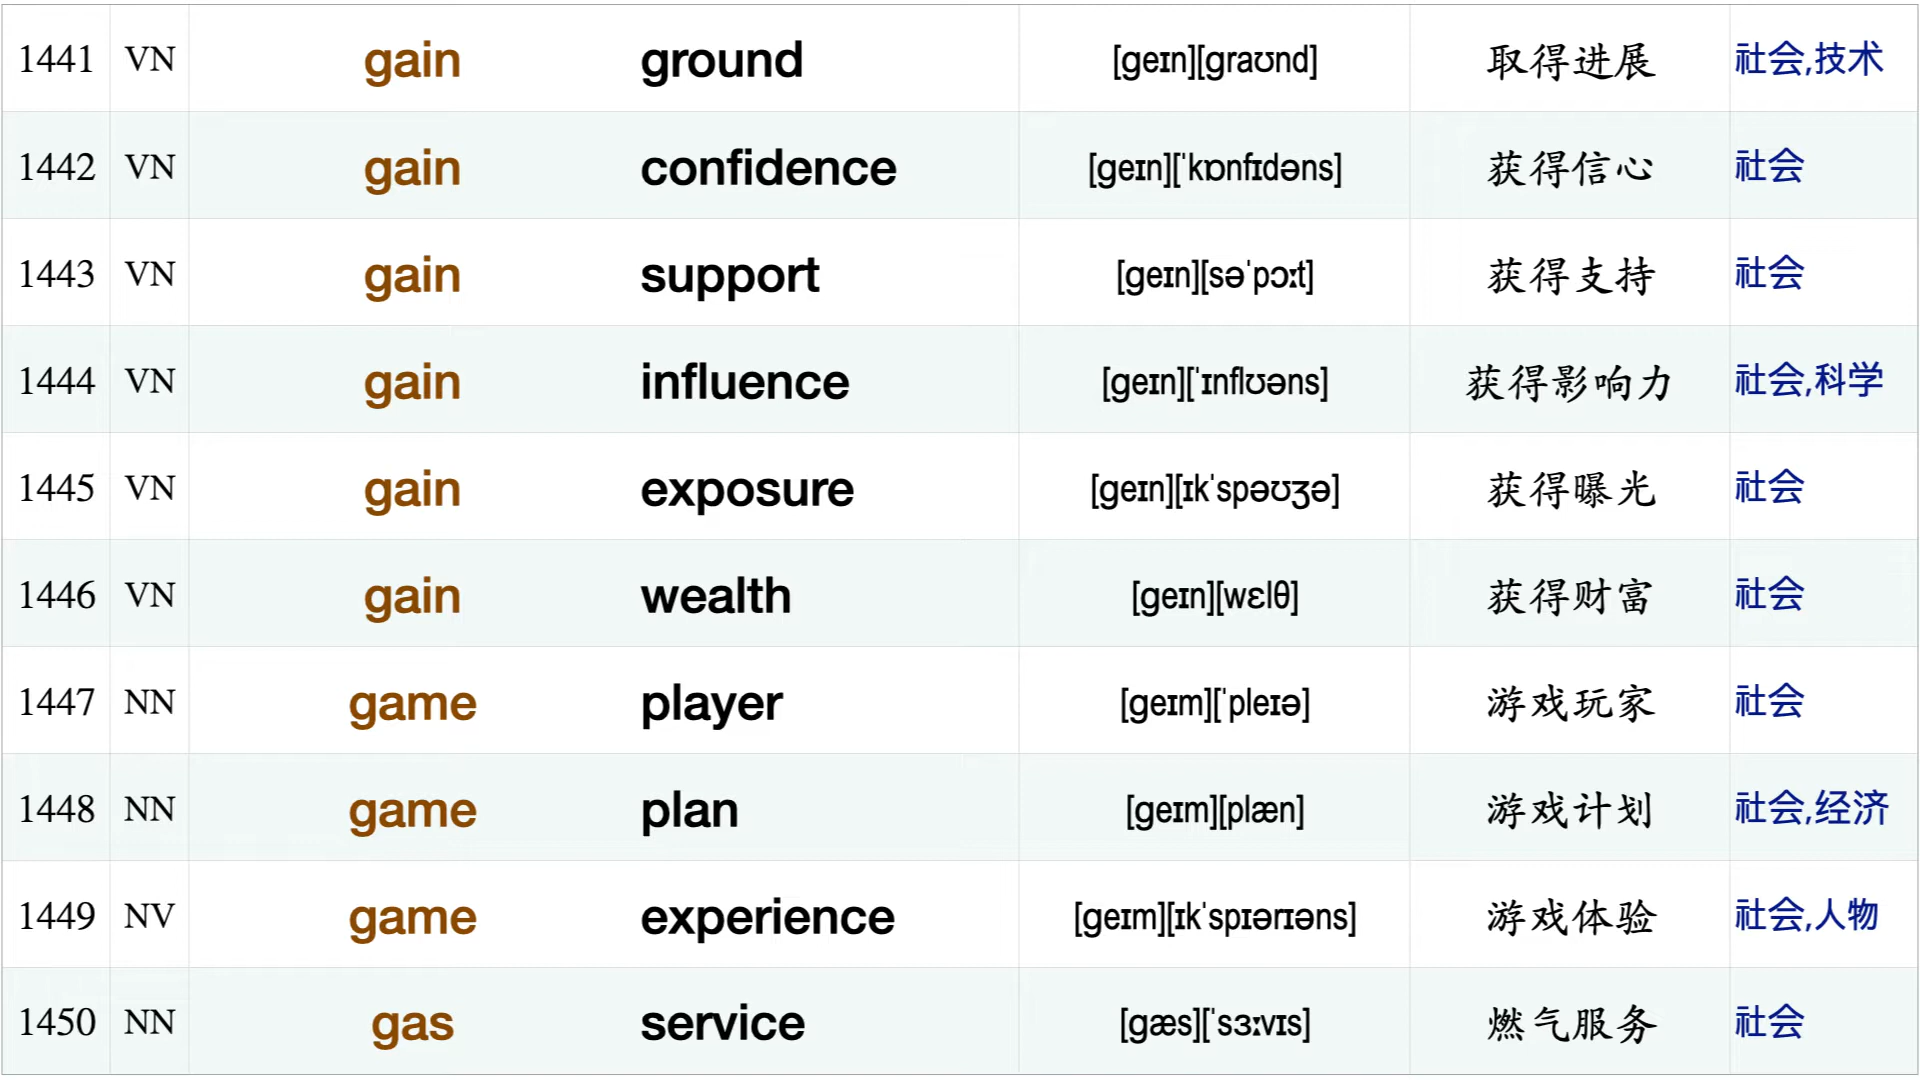 1441 VN gain ground [geɪn][graʊnd] 取得进展 社会,技术
1442 VN gain confidence [geɪn][ˈkɒnfɪdəns] 获得信心 社会
1443 VN gain support [geɪn][səˈpɔːt] 获得支持 社会
1444 VN gain influence [geɪn][ˈɪnflʊəns] 获得影响力 社会,科学
1445 VN gain exposure [geɪn][ɪkˈspəʊʒə] 获得曝光 社会
1446 VN gain wealth [geɪn][wɛlθ] 获得财富 社会
1447 NN game player [geɪm][ˈpleɪə] 游戏玩家 社会
1448 NN game plan [geɪm][plæn] 游戏计划 社会,经济
1449 NV game experience [geɪm][ɪkˈspɪərɪəns] 游戏体验 社会,人物
1450 NN gas service [gæs][ˈsɜːvɪs] 燃气服务 社会